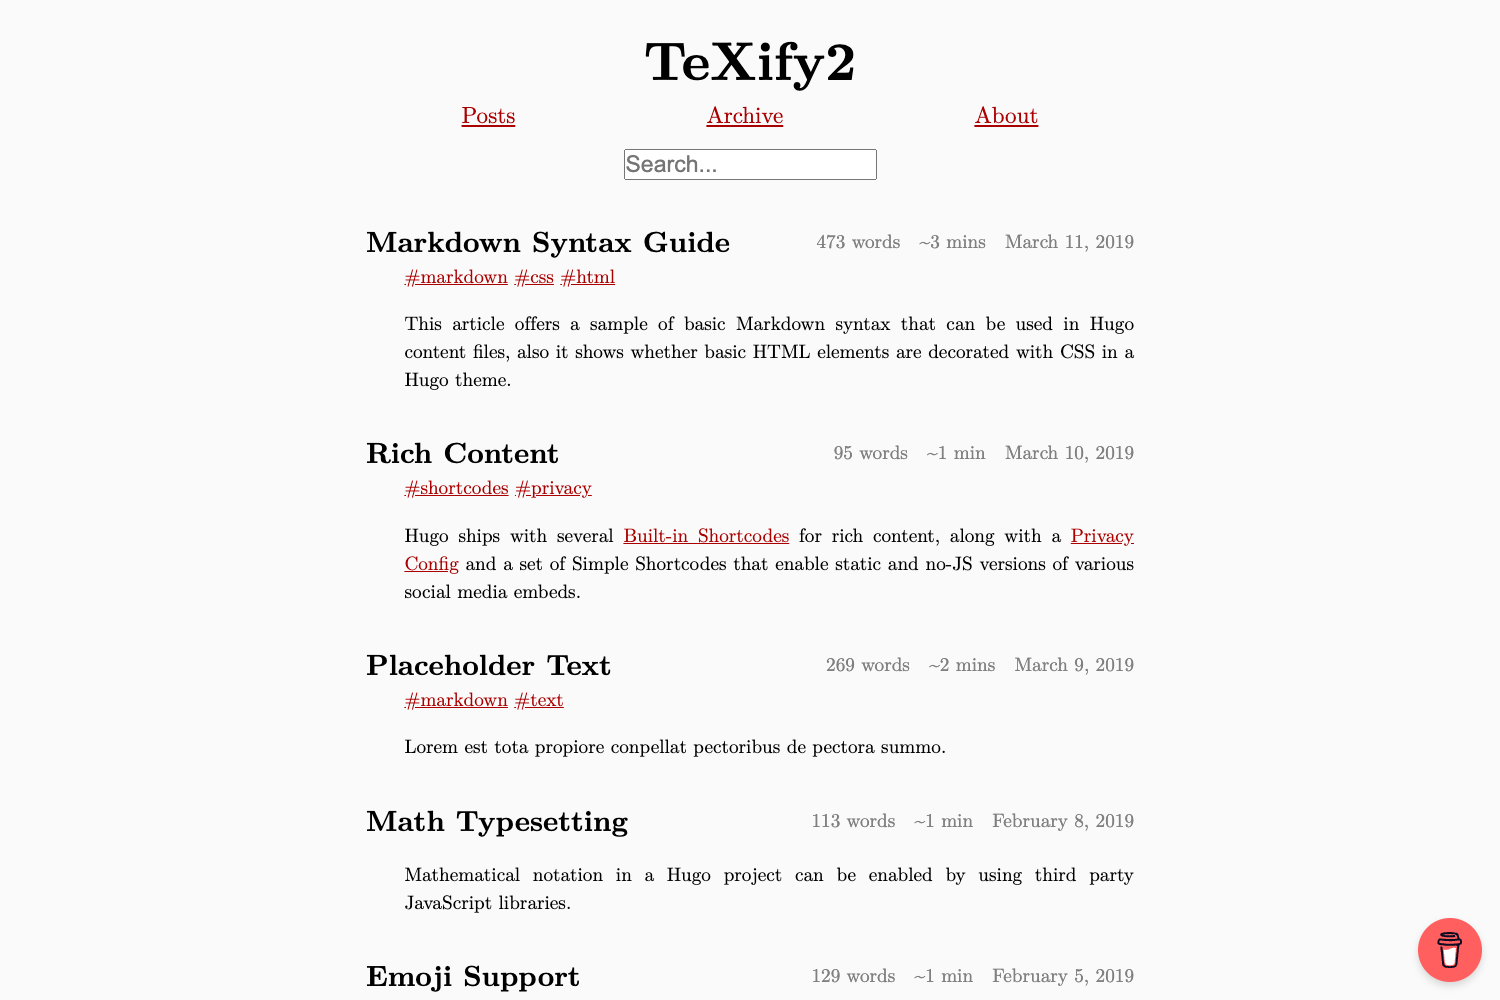 TeXify2
Posts Archive About
Search...
Markdown Syntax Guide 473 words ~3 mins March 11, 2019
#markdown #css #html
This article offers a sample of basic Markdown syntax that can be used in Hugo
content files, also it shows whether basic HTML elements are decorated with CSS in a
Hugo theme.
Rich Content 95 words ~1 min March 10, 2019
#shortcodes #privacy
Hugo ships with several Built-in Shortcodes for rich content, along with a Privacy
Config and a set of Simple Shortcodes that enable static and no-JS versions of various
social media embeds.
Placeholder Text 269 words ~2 mins March 9, 2019
#markdown #text
Lorem est tota propiore conpellat pectoribus de pectora summo.
Math Typesetting 113 words ~1 min February 8, 2019
Mathematical notation in a Hugo project can be enabled by using third party
JavaScript libraries.
Emoji Support 129 words ~1 min February 5, 2019